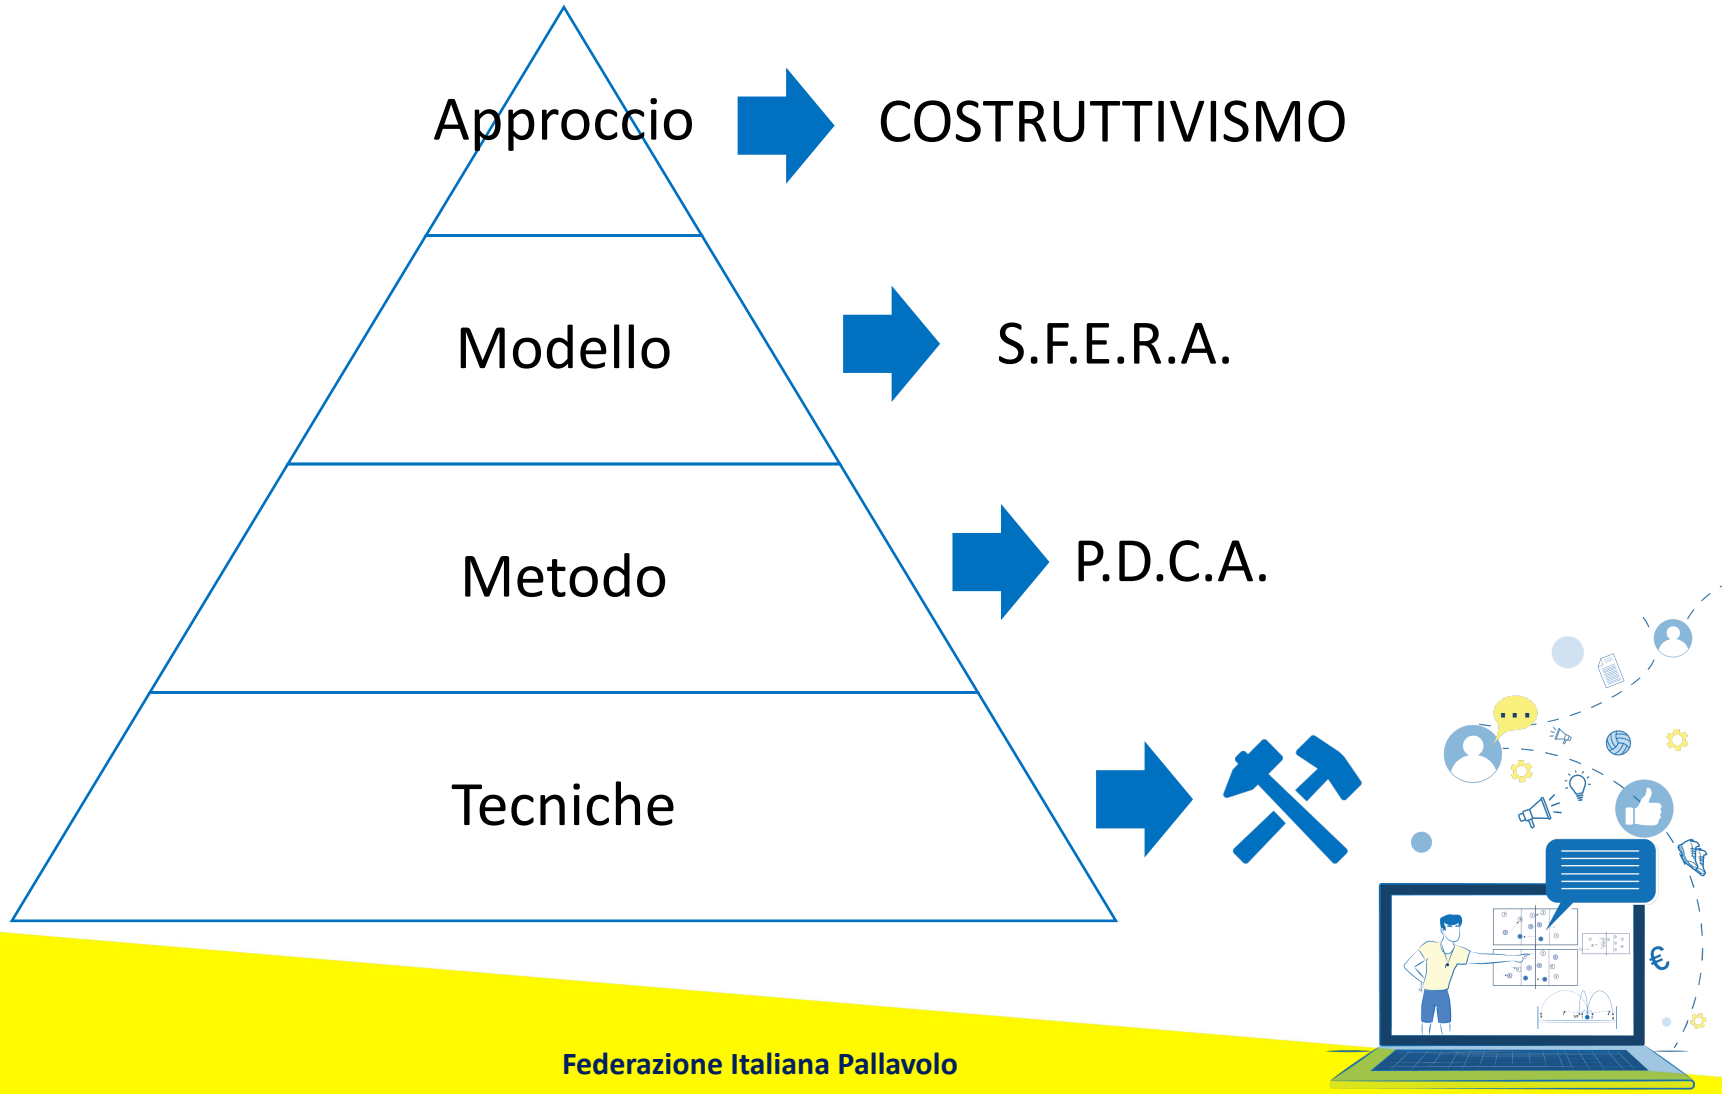 Approccio
COSTRUTTIVISMO
Modello
S.F.E.R.A.
Metodo
P.D.C.A.
Tecniche
€
Federazione Italiana Pallavolo